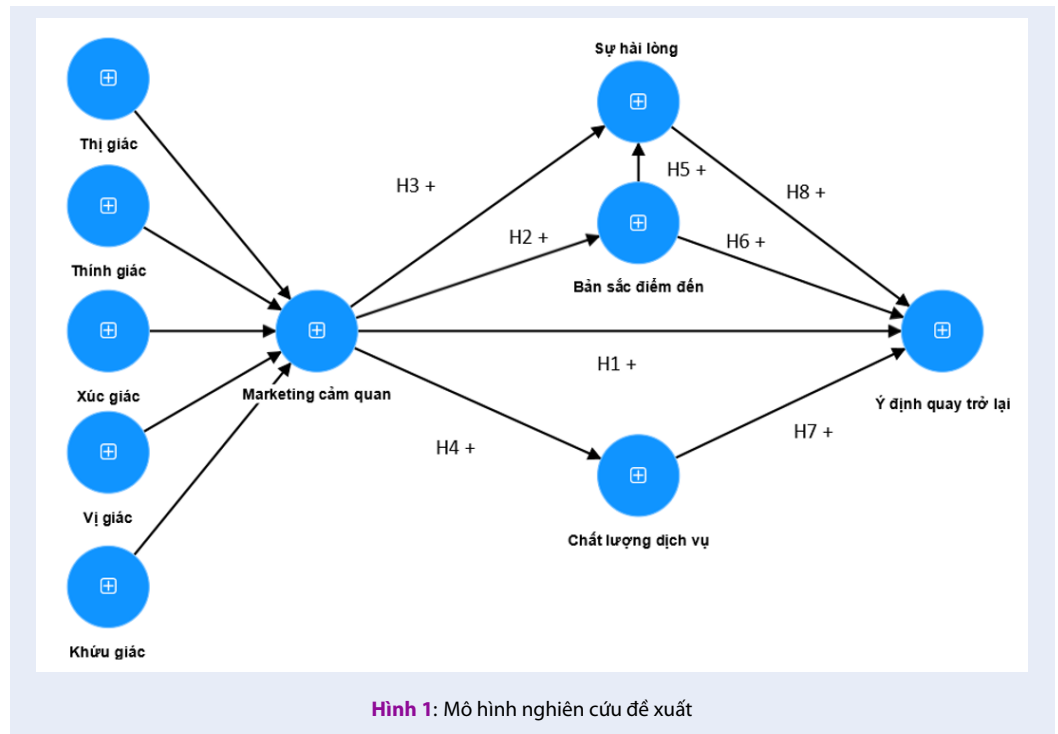 Sự hài lòng
Thị giác
H5 +
H3 +
H8 +
H2 +
H6 +
Thính giác
Bản sắc điểm đến
H1 +
Xúc giác
Marketing cảm quan
Ý định quay trở lại
H7 +
H4 +
Vị giác
Chất lượng dịch vụ
Khứu giác
Hình 1: Mô hình nghiên cứu đề xuất